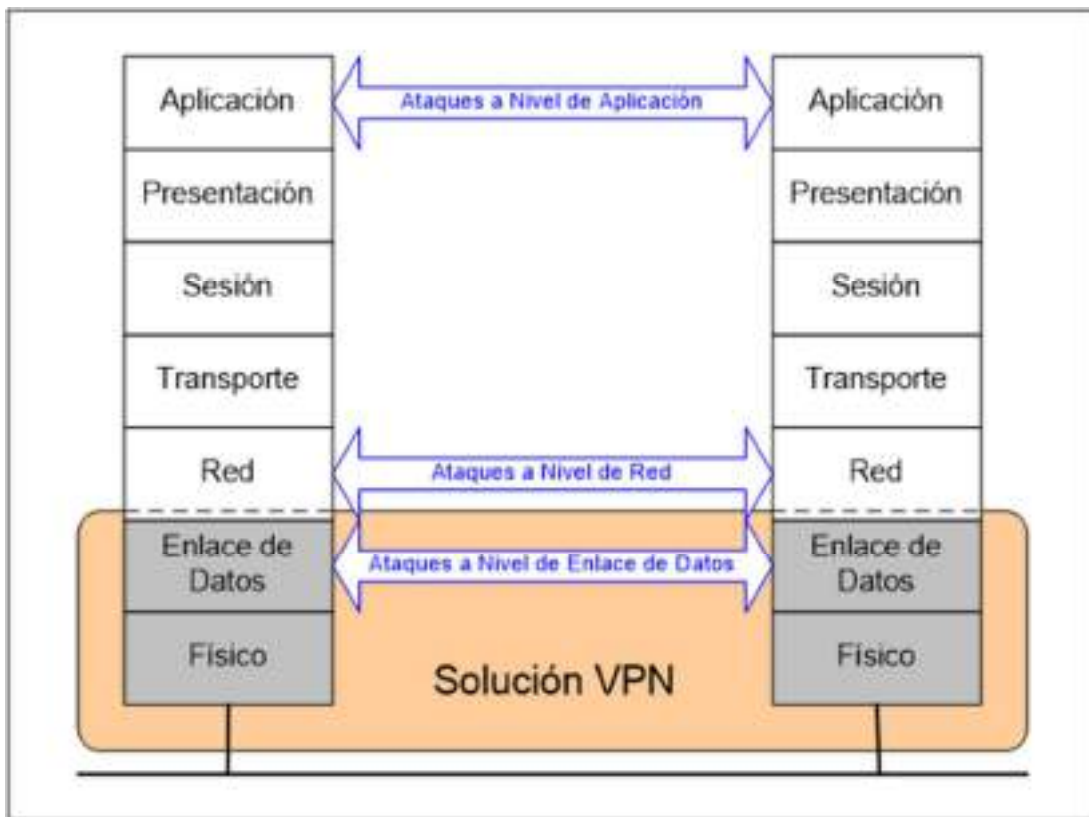 Aplicación
Ataques a Nivel de Aplicación
Aplicación
Presentación
Presentación
Sesión
Sesión
Transporte
Transporte
Red
Ataques a Nivel de Red
Red
Enlace de
Datos
Ataques a Nivel de Enlace de Datos
Enlace de
Datos
Físico
Solución VPN
Físico